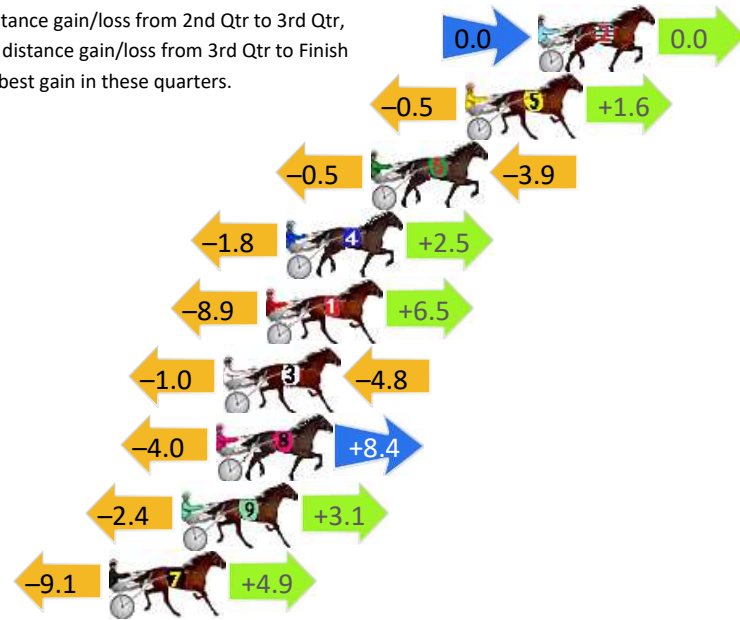 tance gain/loss from 2nd Qtr to 3rd Qtr,
distance gain/loss from 3rd Qtr to Finish
best gain in these quarters.
0.0 2 0.0
–0.5 5 +1.6
–0.5 6 –3.9
–1.8 4 +2.5
–8.9 1 +6.5
–1.0 3 –4.8
–4.0 8 +8.4
–2.4 9 +3.1
–9.1 7 +4.9